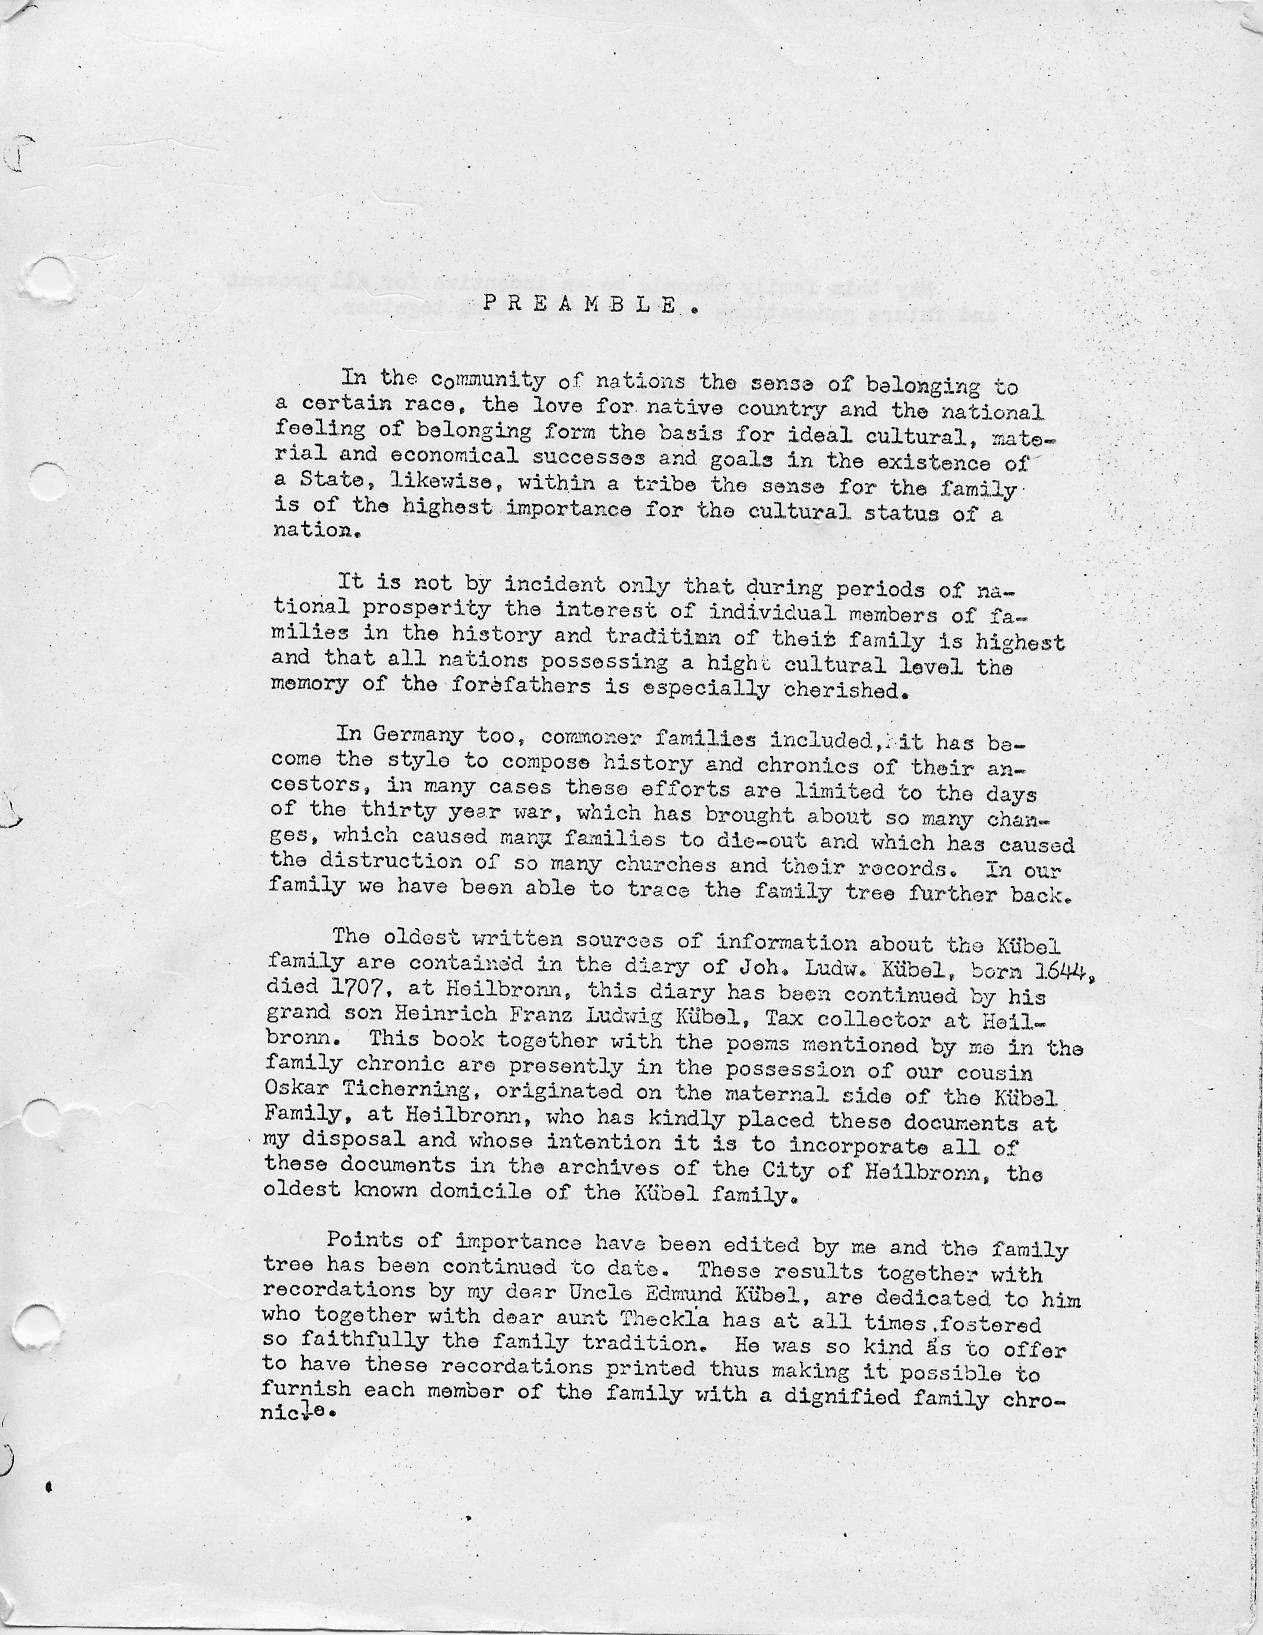 P R E A M B L E .
In the community of nations the sense of belonging to
a certain race, the love for native country and the national
feeling of belonging form the basis for ideal cultural, mate-
rial and economical successes and goals in the existence of
a State, likewise, within a tribe the sense for the family
is of the highest importance for the cultural status of a
nation.
It is not by incident only that during periods of na-
tional prosperity the interest of individual members of fa-
milies in the history and traditinn of their family is highest
and that all nations possessing a hight cultural level the
memory of the forefathers is especially cherished.
In Germany too, commoner families included, it has be-
come the style to compose history and chronics of their an-
cestors, in many cases these efforts are limited to the days
of the thirty year war, which has brought about so many chan-
ges, which caused many families to die-out and which has caused
the distruction of so many churches and their records. In our
family we have been able to trace the family tree further back.
The oldest written sources of information about the Kübel
family are contained in the diary of Joh. Ludw. Kübel, born 1644,
died 1707, at Heilbronn, this diary has been continued by his
grand son Heinrich Franz Ludwig Kübel, Tax collector at Heil-
bronn. This book together with the poems mentioned by me in the
family chronic are presently in the possession of our cousin
Oskar Ticherning, originated on the maternal side of the Kübel
Family, at Heilbronn, who has kindly placed these documents at
my disposal and whose intention it is to incorporate all of
these documents in the archives of the City of Heilbronn, the
oldest known domicile of the Kübel family.
Points of importance have been edited by me and the family
tree has been continued to date. These results together with
recordations by my dear Uncle Edmund Kübel, are dedicated to him
who together with dear aunt Theckla has at all times fostered
so faithfully the family tradition. He was so kind as to offer
to have these recordations printed thus making it possible to
furnish each member of the family with a dignified family chro-
nicle.